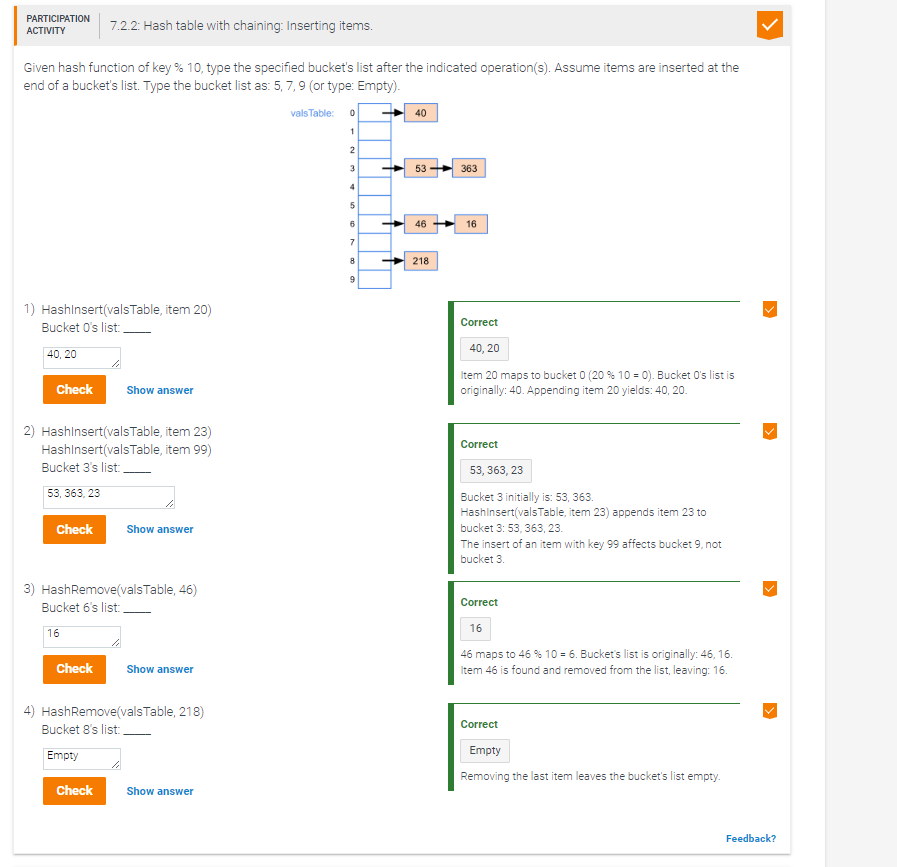 PARTICIPATION ACTIVITY
7.2.2: Hash table with chaining: Inserting items.
Given hash function of key % 10, type the specified bucket's list after the indicated operation(s). Assume items are inserted at the
end of a bucket's list. Type the bucket list as: 5, 7, 9 (or type: Empty).
valsTable: 0 40
1
2
3 53 363
4
5
6 46 16
7
8 218
9
1) HashInsert(valsTable, item 20)
Bucket 0's list: _____
40, 20
Check Show answer
Correct
40, 20
Item 20 maps to bucket 0 (20 % 10 = 0). Bucket 0's list is
originally: 40. Appending item 20 yields: 40, 20.
2) HashInsert(valsTable, item 23)
HashInsert(valsTable, item 99)
Bucket 3's list: _____
53, 363, 23
Check Show answer
Correct
53, 363, 23
Bucket 3 initially is: 53, 363.
HashInsert(valsTable, item 23) appends item 23 to
bucket 3: 53, 363, 23.
The insert of an item with key 99 affects bucket 9, not
bucket 3.
3) HashRemove(valsTable, 46)
Bucket 6's list: _____
16
Check Show answer
Correct
16
46 maps to 46 % 10 = 6. Bucket's list is originally: 46, 16.
Item 46 is found and removed from the list, leaving: 16.
4) HashRemove(valsTable, 218)
Bucket 8's list: _____
Empty
Check Show answer
Correct
Empty
Removing the last item leaves the bucket's list empty.
Feedback?